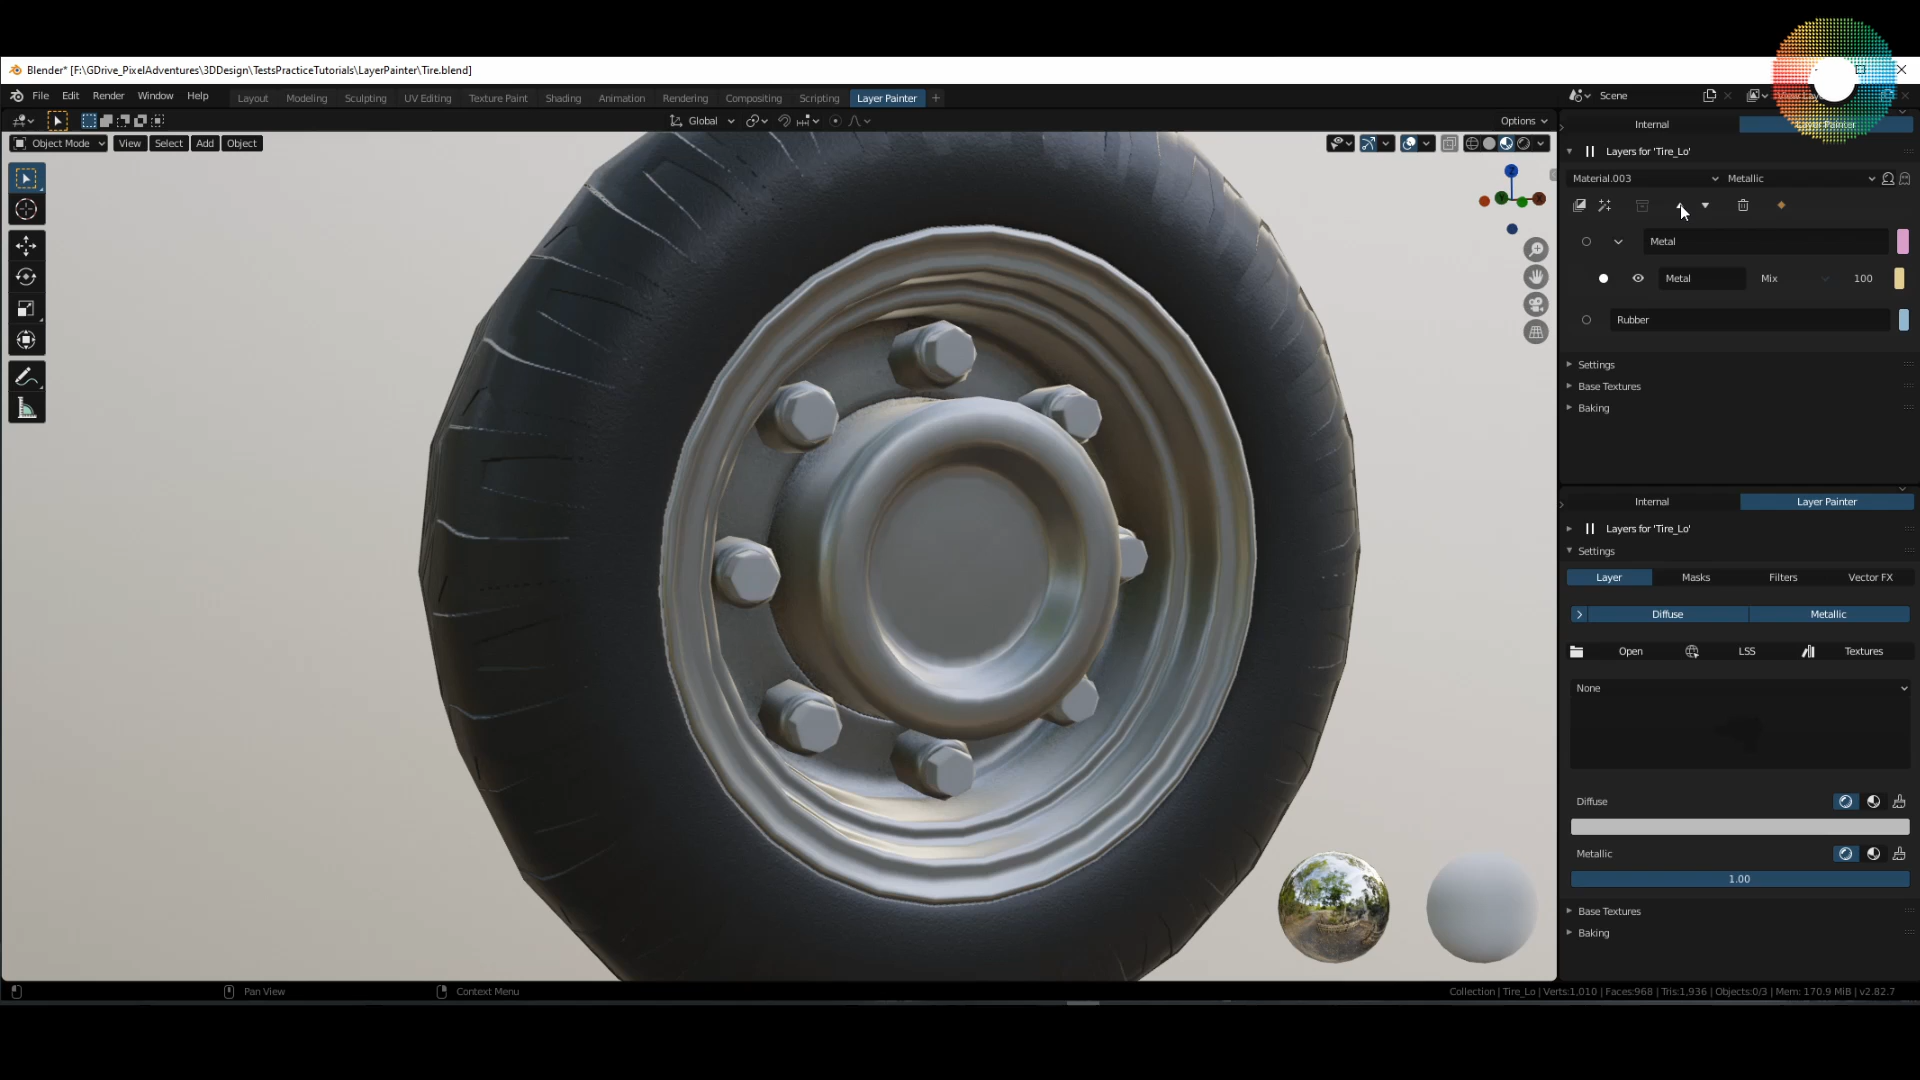 Blender* [F:\GDrive_PixelAdventures\3DDesign\TestsPracticeTutorials\LayerPainter\Tire.blend]
File Edit Render Window Help Layout Modeling Sculpting UV Editing Texture Paint Shading Animation Rendering Compositing Scripting Layer Painter + Scene
Global Options
Object Mode View Select Add Object
Internal
Layers for 'Tire_Lo'
Material.003 Metallic
Metal
Metal Mix 100
Rubber
Settings
Base Textures
Baking
Internal Layer Painter
Layers for 'Tire_Lo'
Settings
Layer Masks Filters Vector FX
Diffuse Metallic
Open LSS Textures
None
Diffuse
Metallic
1.00
Base Textures
Baking
Pan View Context Menu Collection | Tire_Lo | Verts:1,010 | Faces:968 | Tris:1,936 | Objects:0/3 | Mem: 170.9 MiB | v2.82.7